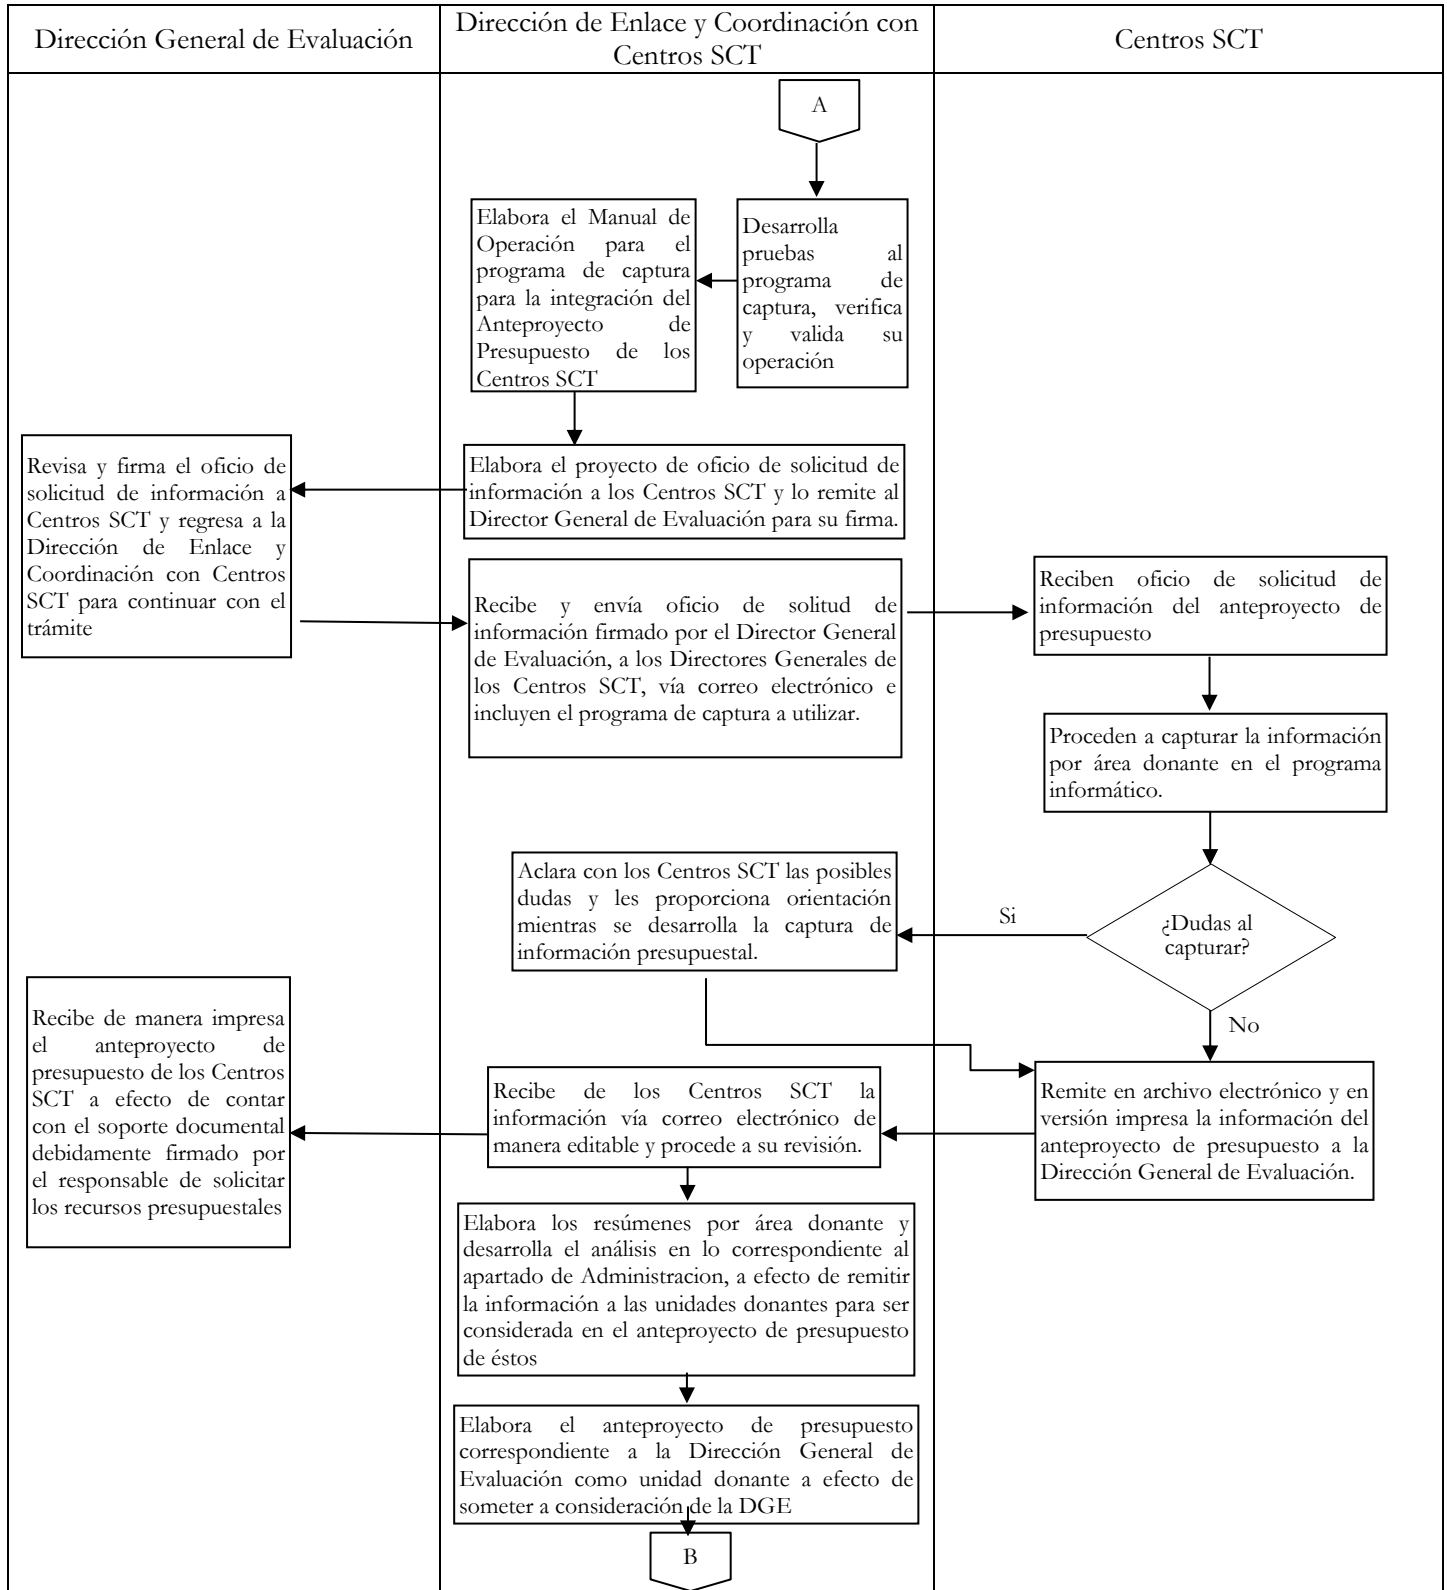 Dirección General de Evaluación
Dirección de Enlace y Coordinación con
Centros SCT
Centros SCT
A
Desarrolla
pruebas al
programa de
captura, verifica
y valida su
operación
Elabora el Manual de
Operación para el
programa de captura
para la integración del
Anteproyecto de
Presupuesto de los
Centros SCT
Elabora el proyecto de oficio de solicitud de
información a los Centros SCT y lo remite al
Director General de Evaluación para su firma.
Revisa y firma el oficio de
solicitud de información a
Centros SCT y regresa a la
Dirección de Enlace y
Coordinación con Centros
SCT para continuar con el
trámite
Recibe y envía oficio de solitud de
información firmado por el Director General
de Evaluación, a los Directores Generales de
los Centros SCT, vía correo electrónico e
incluyen el programa de captura a utilizar.
Reciben oficio de solicitud de
información del anteproyecto de
presupuesto
Proceden a capturar la información
por área donante en el programa
informático.
¿Dudas al
capturar?
Si
Aclara con los Centros SCT las posibles
dudas y les proporciona orientación
mientras se desarrolla la captura de
información presupuestal.
No
Remite en archivo electrónico y en
versión impresa la información del
anteproyecto de presupuesto a la
Dirección General de Evaluación.
Recibe de los Centros SCT la
información vía correo electrónico de
manera editable y procede a su revisión.
Recibe de manera impresa
el anteproyecto de
presupuesto de los Centros
SCT a efecto de contar
con el soporte documental
debidamente firmado por
el responsable de solicitar
los recursos presupuestales
Elabora los resúmenes por área donante y
desarrolla el análisis en lo correspondiente al
apartado de Administracion, a efecto de remitir
la información a las unidades donantes para ser
considerada en el anteproyecto de presupuesto
de éstos
Elabora el anteproyecto de presupuesto
correspondiente a la Dirección General de
Evaluación como unidad donante a efecto de
someter a consideración de la DGE
B